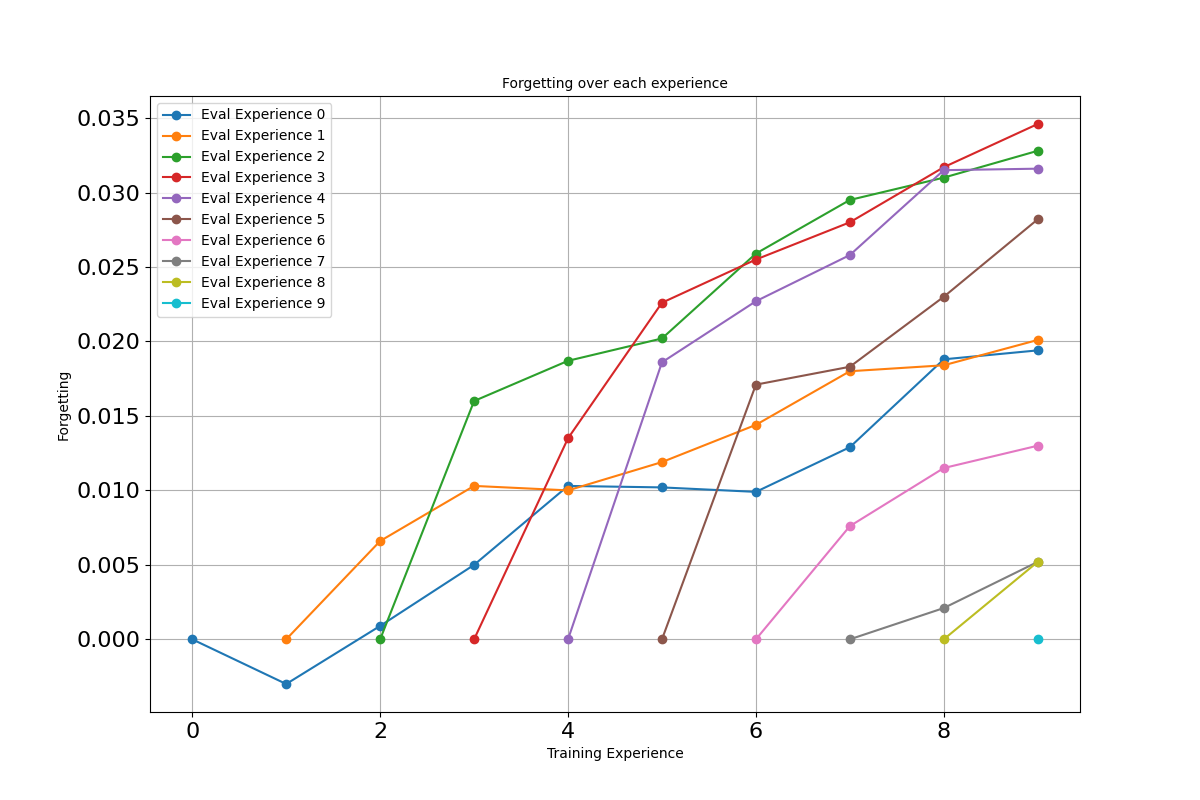 Forgetting over each experience
0.035
0.030
0.025
0.020
0.015
0.010
0.005
0.000
Forgetting
Eval Experience 0
Eval Experience 1
Eval Experience 2
Eval Experience 3
Eval Experience 4
Eval Experience 5
Eval Experience 6
Eval Experience 7
Eval Experience 8
Eval Experience 9
0 2 4 6 8
Training Experience